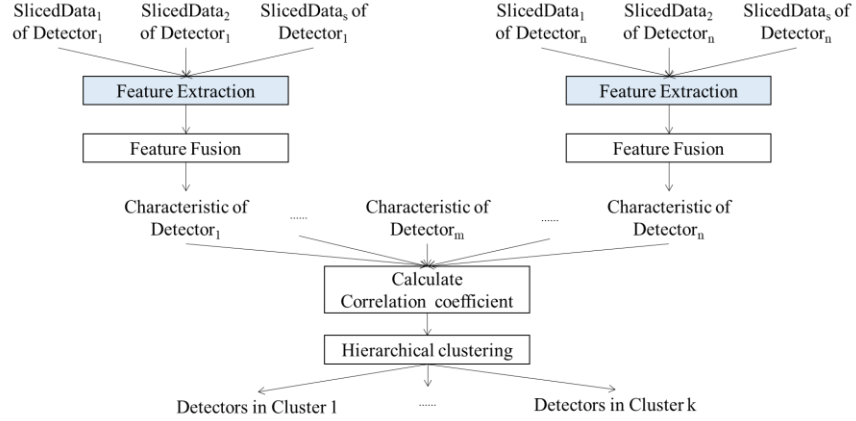 SlicedData₁
of Detector₁
SlicedData₂
of Detector₁
SlicedDataₛ of
Detector₁
SlicedData₁
of Detectorₙ
SlicedData₂
of Detectorₙ
SlicedDataₛ of
Detectorₙ
Feature Extraction
Feature Extraction
Feature Fusion
Feature Fusion
Characteristic of
Detector₁
......
Characteristic of
Detectorₘ
......
Characteristic of
Detectorₙ
Calculate
Correlation coefficient
Hierarchical clustering
Detectors in Cluster 1
......
Detectors in Cluster k